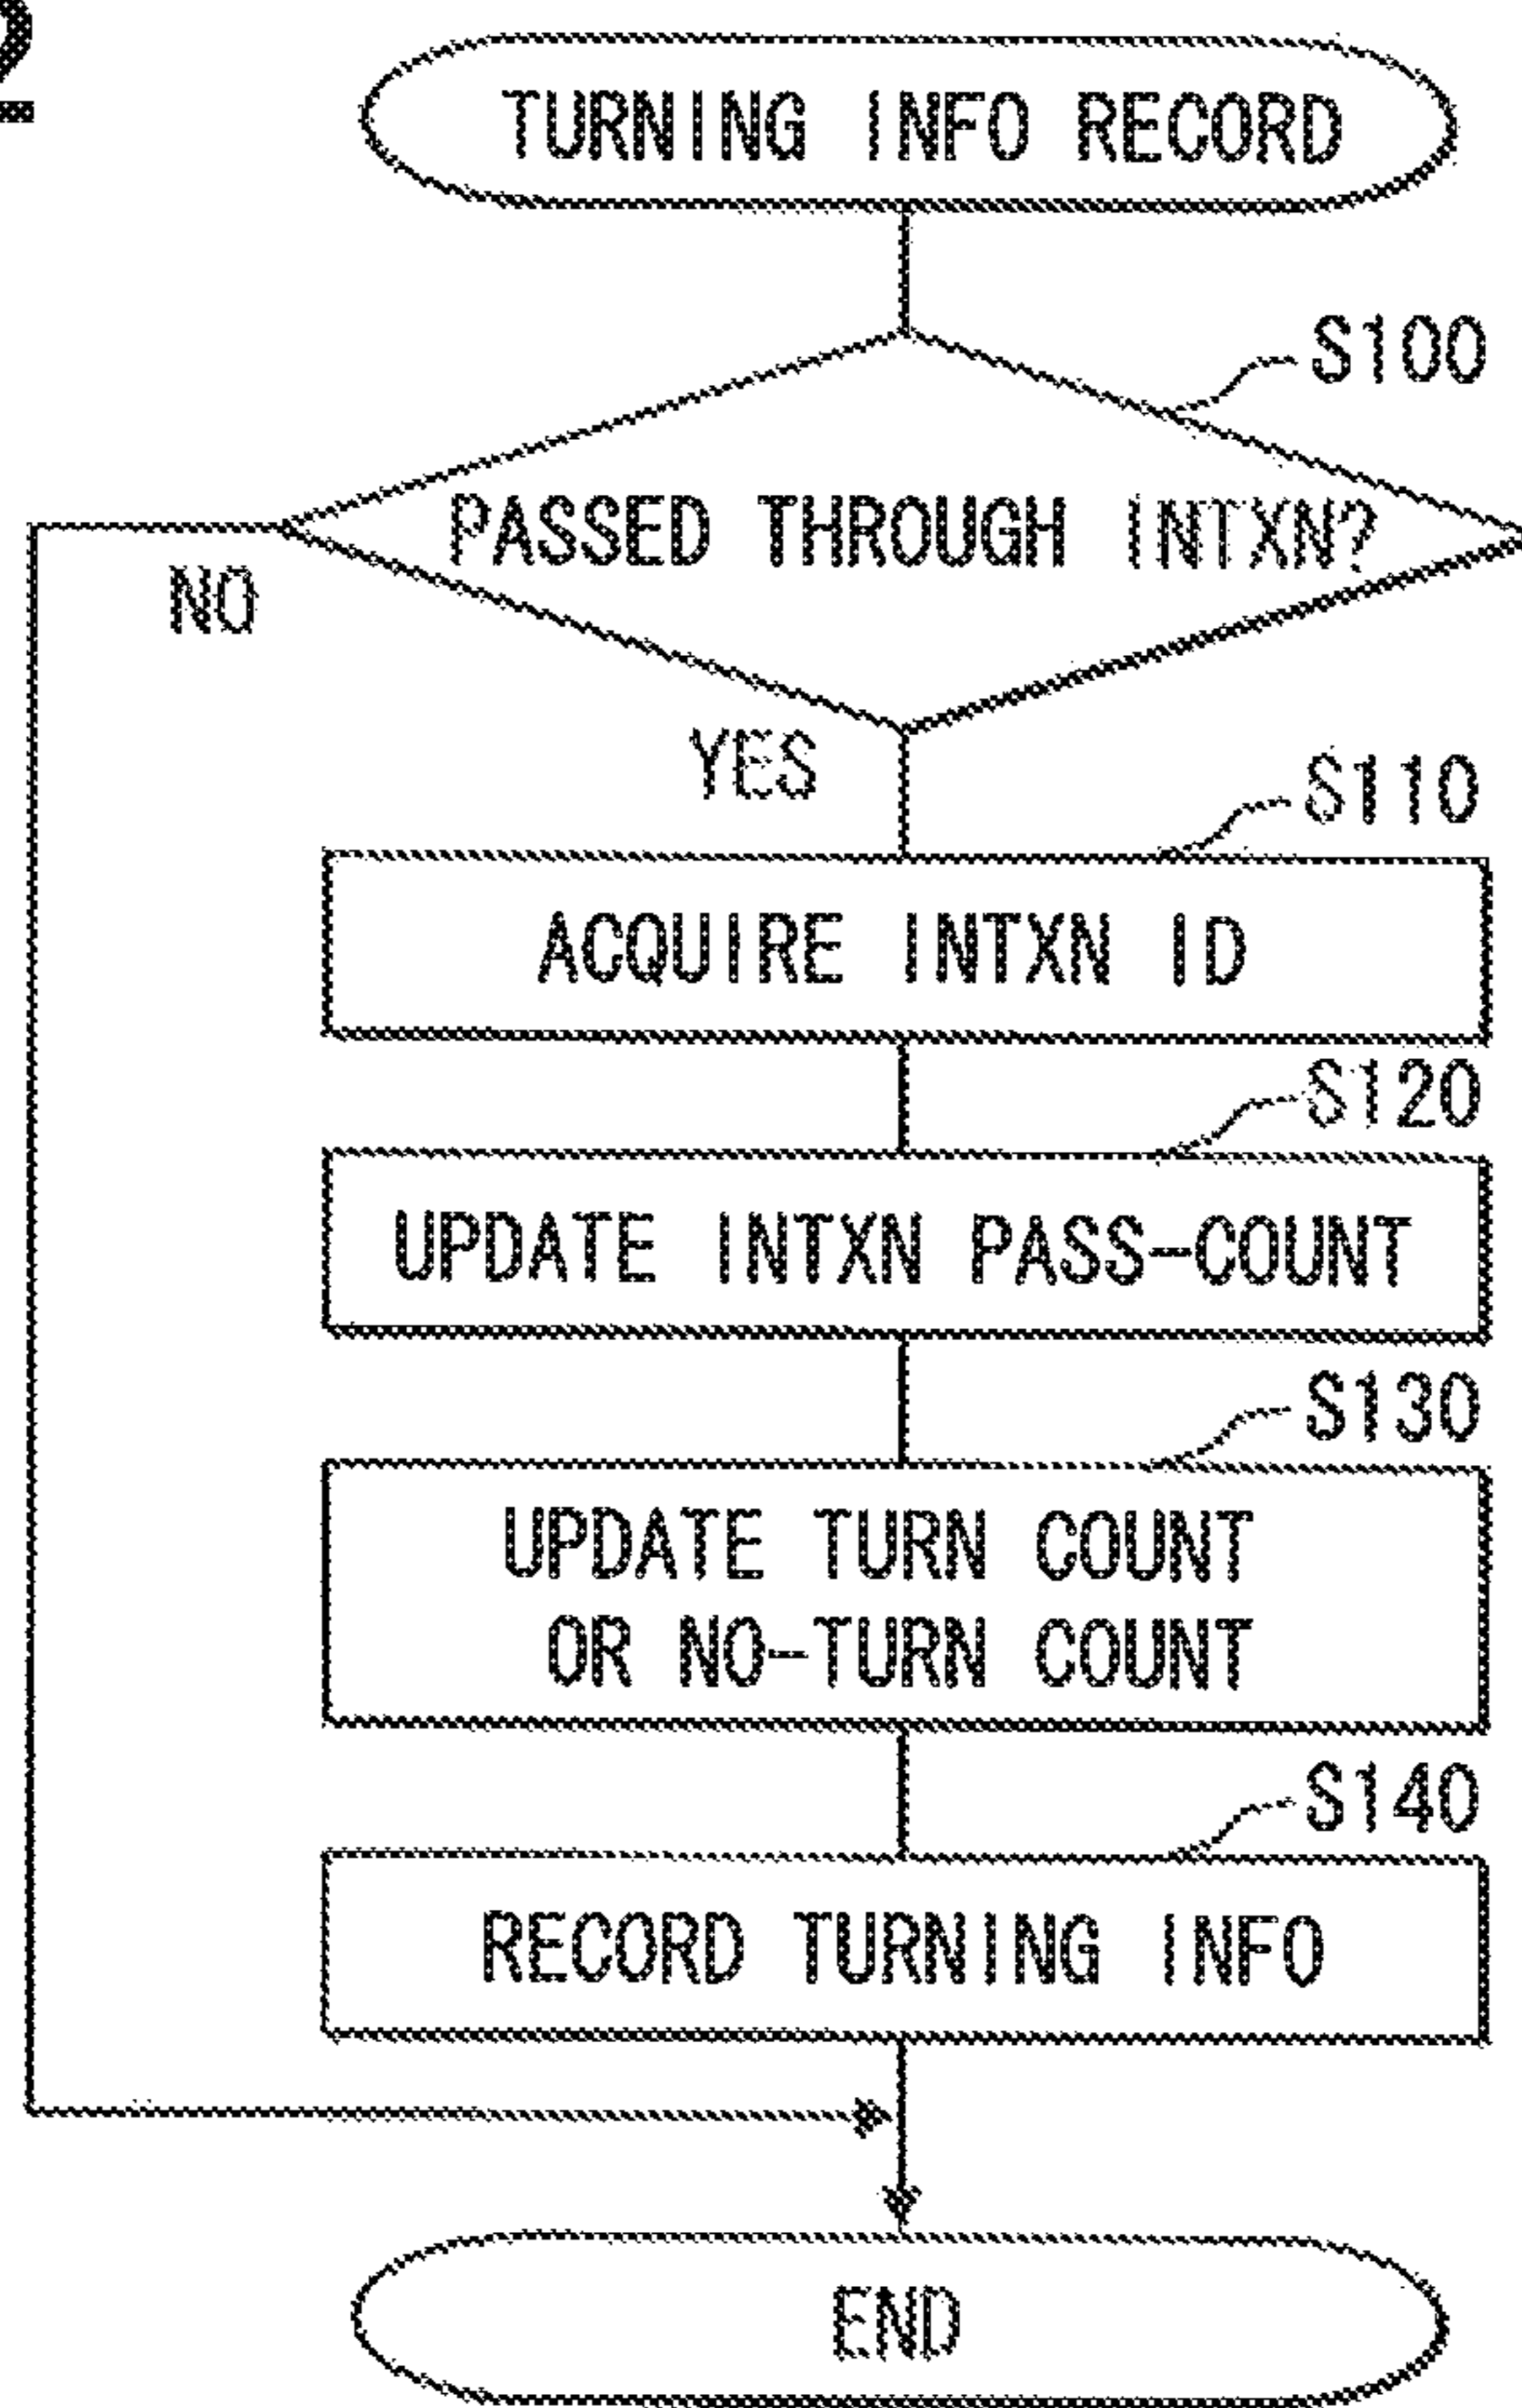 2
TURNING INFO RECORD
S100
PASSED THROUGH INTXN?
NO
YES
S110
ACQUIRE INTXN ID
S120
UPDATE INTXN PASS-COUNT
S130
UPDATE TURN COUNT
OR NO-TURN COUNT
S140
RECORD TURNING INFO
END